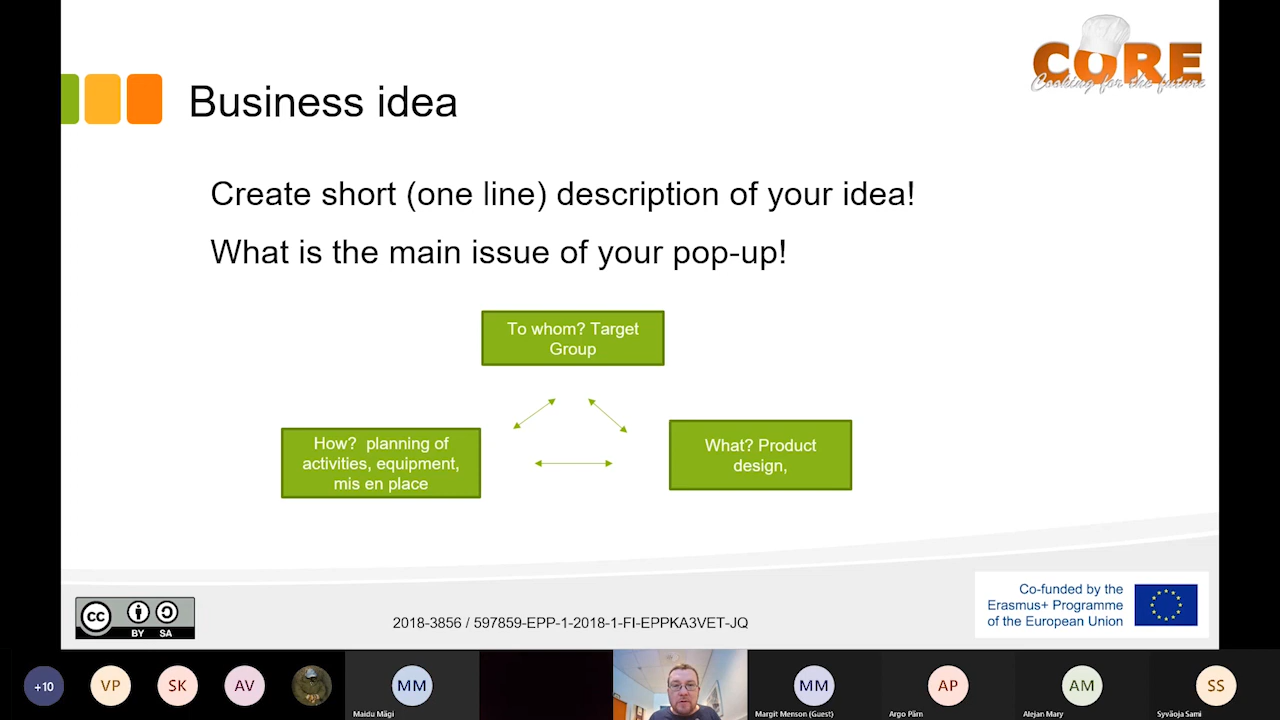 CORE
Cooking for the future
Business idea
Create short (one line) description of your idea!
What is the main issue of your pop-up!
To whom? Target
Group
How?  planning of
activities, equipment,
mis en place
What? Product
design,
cc
BY SA
2018-3856 / 597859-EPP-1-2018-1-FI-EPPKA3VET-JQ
Co-funded by the
Erasmus+ Programme
of the European Union
+10
VP
SK
AV
MM
Maidu Mägi
MM
Margit Menson (Guest)
AP
Argo Pärn
AM
Alejan Mary
SS
Syväoja Sami